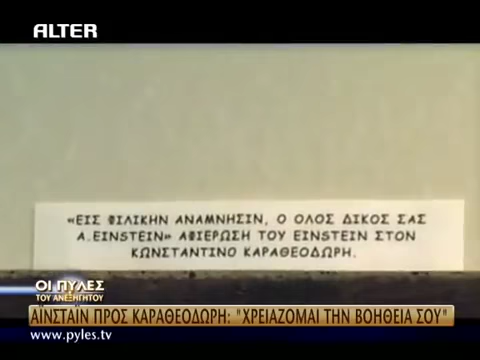 ALTER
«ΕΙΣ ΦΙΛΙΚΗΝ ΑΝΑΜΝΗΣΙΝ, Ο ΟΛΟΣ ΔΙΚΟΣ ΣΑΣ
Α.EINSTEIN» ΑΦΙΕΡΩΣΗ ΤΟΥ EINSTEIN ΣΤΟΝ
ΚΩΝΣΤΑΝΤΙΝΟ ΚΑΡΑΘΕΟΔΩΡΗ.
ΟΙ ΠΥΛΕΣ
ΤΟΥ ΑΝΕΞΗΓΗΤΟΥ
ΑΪΝΣΤΑΪΝ ΠΡΟΣ ΚΑΡΑΘΕΟΔΩΡΗ: "ΧΡΕΙΑΖΟΜΑΙ ΤΗΝ ΒΟΗΘΕΙΑ ΣΟΥ"
www.pyles.tv